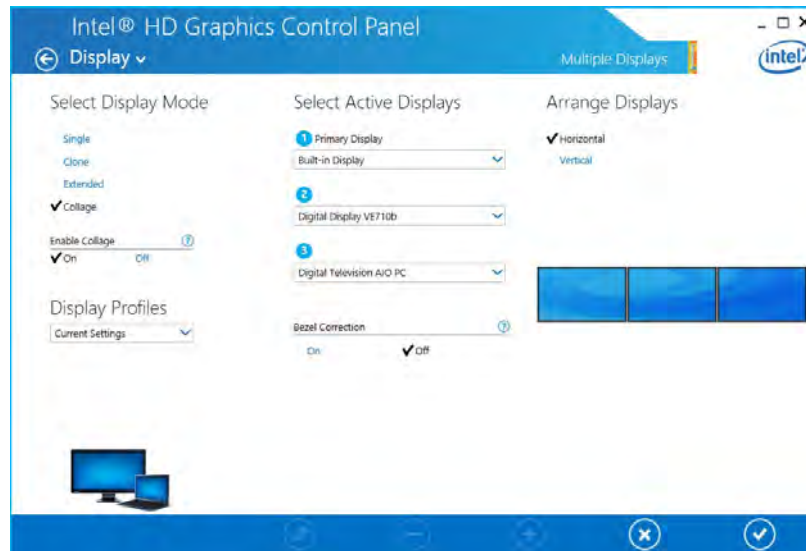 Intel® HD Graphics Control Panel
Display
Multiple Displays
intel
Select Display Mode
Single
Clone
Extended
Collage
Enable Collage ?
On Off
Display Profiles
Current Settings
Select Active Displays
1 Primary Display
Built-in Display
2
Digital Display VE710b
3
Digital Television AIO PC
Bezel Correction ?
On Off
Arrange Displays
Horizontal
Vertical